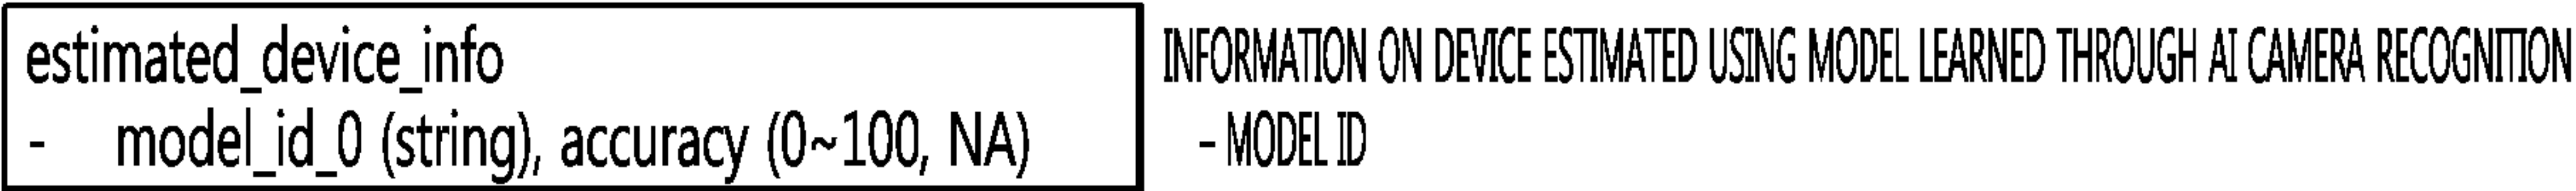 estimated_device_info
- model_id_0 (string), accuracy (0~100, NA)
INFORMATION ON DEVICE ESTIMATED USING MODEL LEARNED THROUGH AI CAMERA RECOGNITION
- MODEL ID